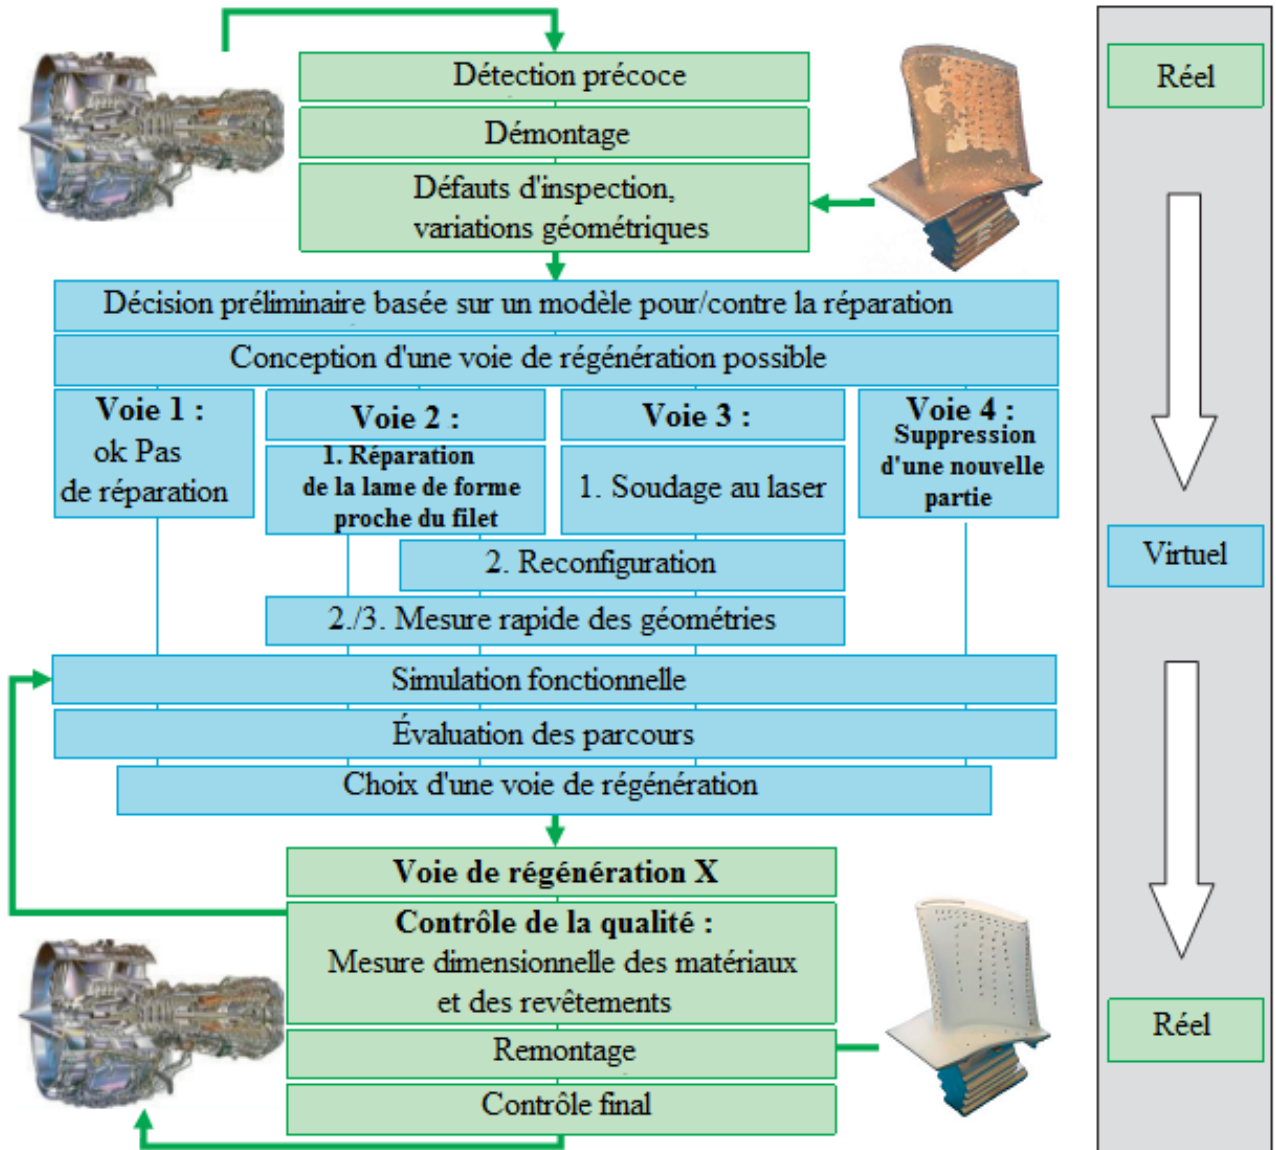 Détection précoce
Démontage
Défauts d'inspection,
variations géométriques
Décision préliminaire basée sur un modèle pour/contre la réparation
Conception d'une voie de régénération possible
Voie 1 :
ok Pas
de réparation
Voie 2 :
1. Réparation
de la lame de forme
proche du filet
Voie 3 :
1. Soudage au laser
Voie 4 :
Suppression
d'une nouvelle
partie
2. Reconfiguration
2./3. Mesure rapide des géométries
Simulation fonctionnelle
Évaluation des parcours
Choix d'une voie de régénération
Voie de régénération X
Contrôle de la qualité :
Mesure dimensionnelle des matériaux
et des revêtements
Remontage
Contrôle final
Réel
Virtuel
Réel